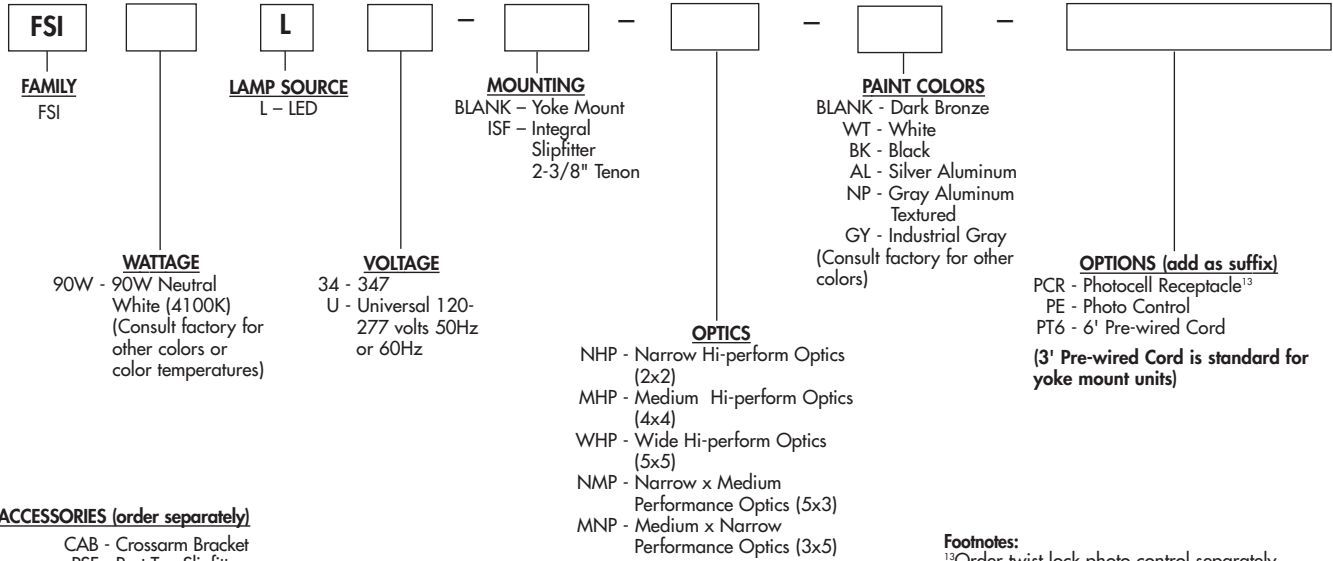 FSI L – – – –
FAMILY
FSI
LAMP SOURCE
L – LED
MOUNTING
BLANK – Yoke Mount
ISF – Integral
Slipfitter
2-3/8" Tenon
PAINT COLORS
BLANK - Dark Bronze
WT - White
BK - Black
AL - Silver Aluminum
NP - Gray Aluminum
Textured
GY - Industrial Gray
(Consult factory for other
colors)
WATTAGE
90W - 90W Neutral
White (4100K)
(Consult factory for
other colors or
color temperatures)
VOLTAGE
34 - 347
U - Universal 120-
277 volts 50Hz
or 60Hz
OPTICS
NHP - Narrow Hi-perform Optics
(2x2)
MHP - Medium Hi-perform Optics
(4x4)
WHP - Wide Hi-perform Optics
(5x5)
NMP - Narrow x Medium
Performance Optics (5x3)
MNP - Medium x Narrow
Performance Optics (3x5)
OPTIONS (add as suffix)
PCR - Photocell Receptacle¹³
PE - Photo Control
PT6 - 6' Pre-wired Cord
(3' Pre-wired Cord is standard for
yoke mount units)
ACCESSORIES (order separately)
CAB - Crossarm Bracket
Footnotes:
¹³Order twist lock photo control separately